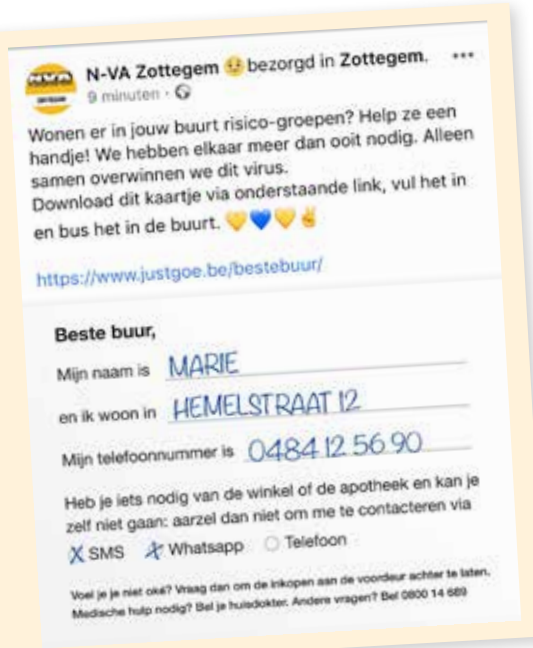 N-VA Zottegem 😟 bezorgd in Zottegem.
9 minuten
Wonen er in jouw buurt risico-groepen? Help ze een
handje! We hebben elkaar meer dan ooit nodig. Alleen
samen overwinnen we dit virus.
Download dit kaartje via onderstaande link, vul het in
en bus het in de buurt. 💛💙💛✌️
https://www.justgoe.be/bestebuur/
Beste buur,
Mijn naam is MARIE
en ik woon in HEMELSTRAAT 12
Mijn telefoonnummer is 0484 12 56 90
Heb je iets nodig van de winkel of de apotheek en kan je
zelf niet gaan: aarzel dan niet om me te contacteren via
X SMS X Whatsapp ○ Telefoon
Voel je je niet oké? Vraag dan om de inkopen aan de voordeur achter te laten.
Medische hulp nodig? Bel je huisdokter. Andere vragen? Bel 0800 14 689